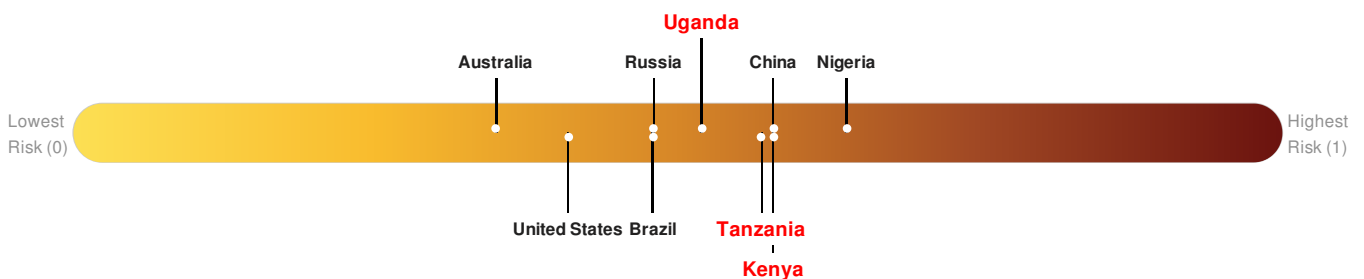 Uganda
Australia
Russia
China
Nigeria
Lowest
Risk (0)
Highest
Risk (1)
United States
Brazil
Tanzania
Kenya